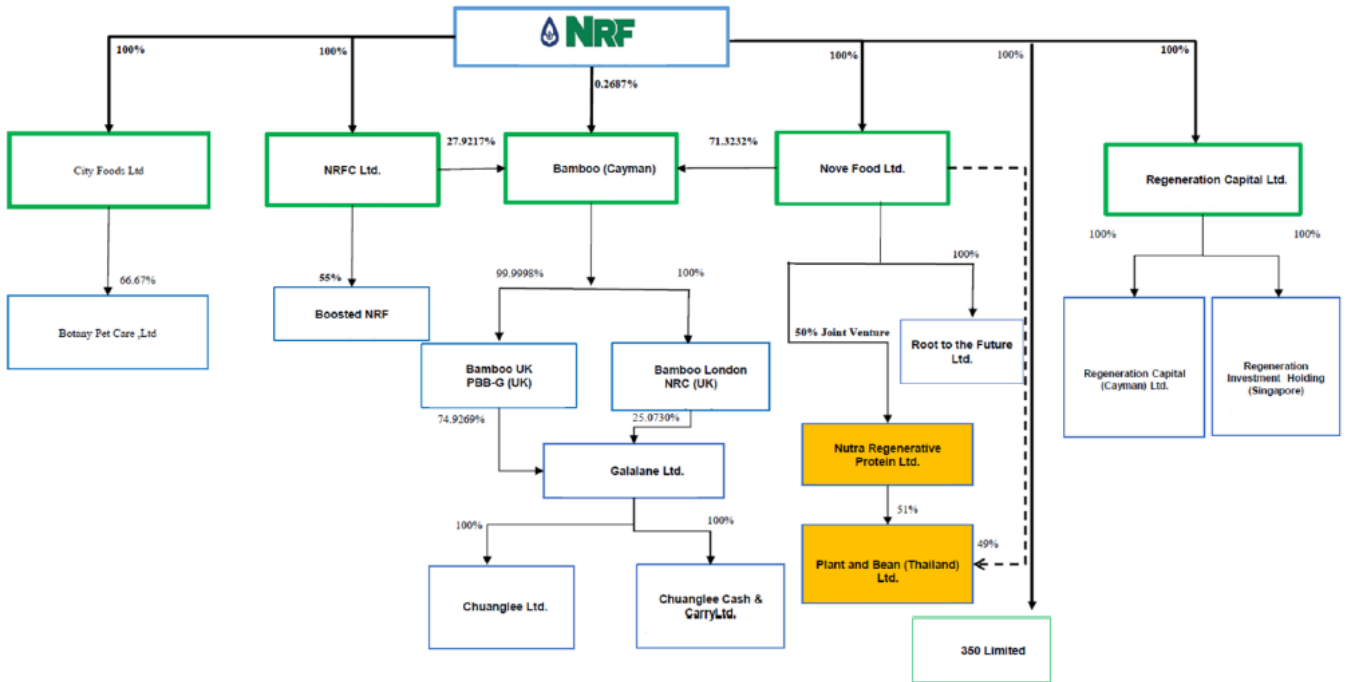 NRF
100%
100%
100%
100%
100%
0.2687%
27.9217%
71.3232%
City Foods Ltd
NRFC Ltd.
Bamboo (Cayman)
Nove Food Ltd.
Regeneration Capital Ltd.
100%
100%
66.67%
55%
99.9998%
100%
100%
Botany Pet Care ,Ltd
Boosted NRF
50% Joint Venture
Root to the Future
Ltd.
Bamboo UK
PBB-G (UK)
Bamboo London
NRC (UK)
Regeneration Capital
(Cayman) Ltd.
Regeneration
Investment Holding
(Singapore)
74.9269%
25.0730%
Galalane Ltd.
Nutra Regenerative
Protein Ltd.
51%
100%
100%
49%
Plant and Bean (Thailand)
Ltd.
Chuanglee Ltd.
Chuanglee Cash &
CarryLtd.
350 Limited